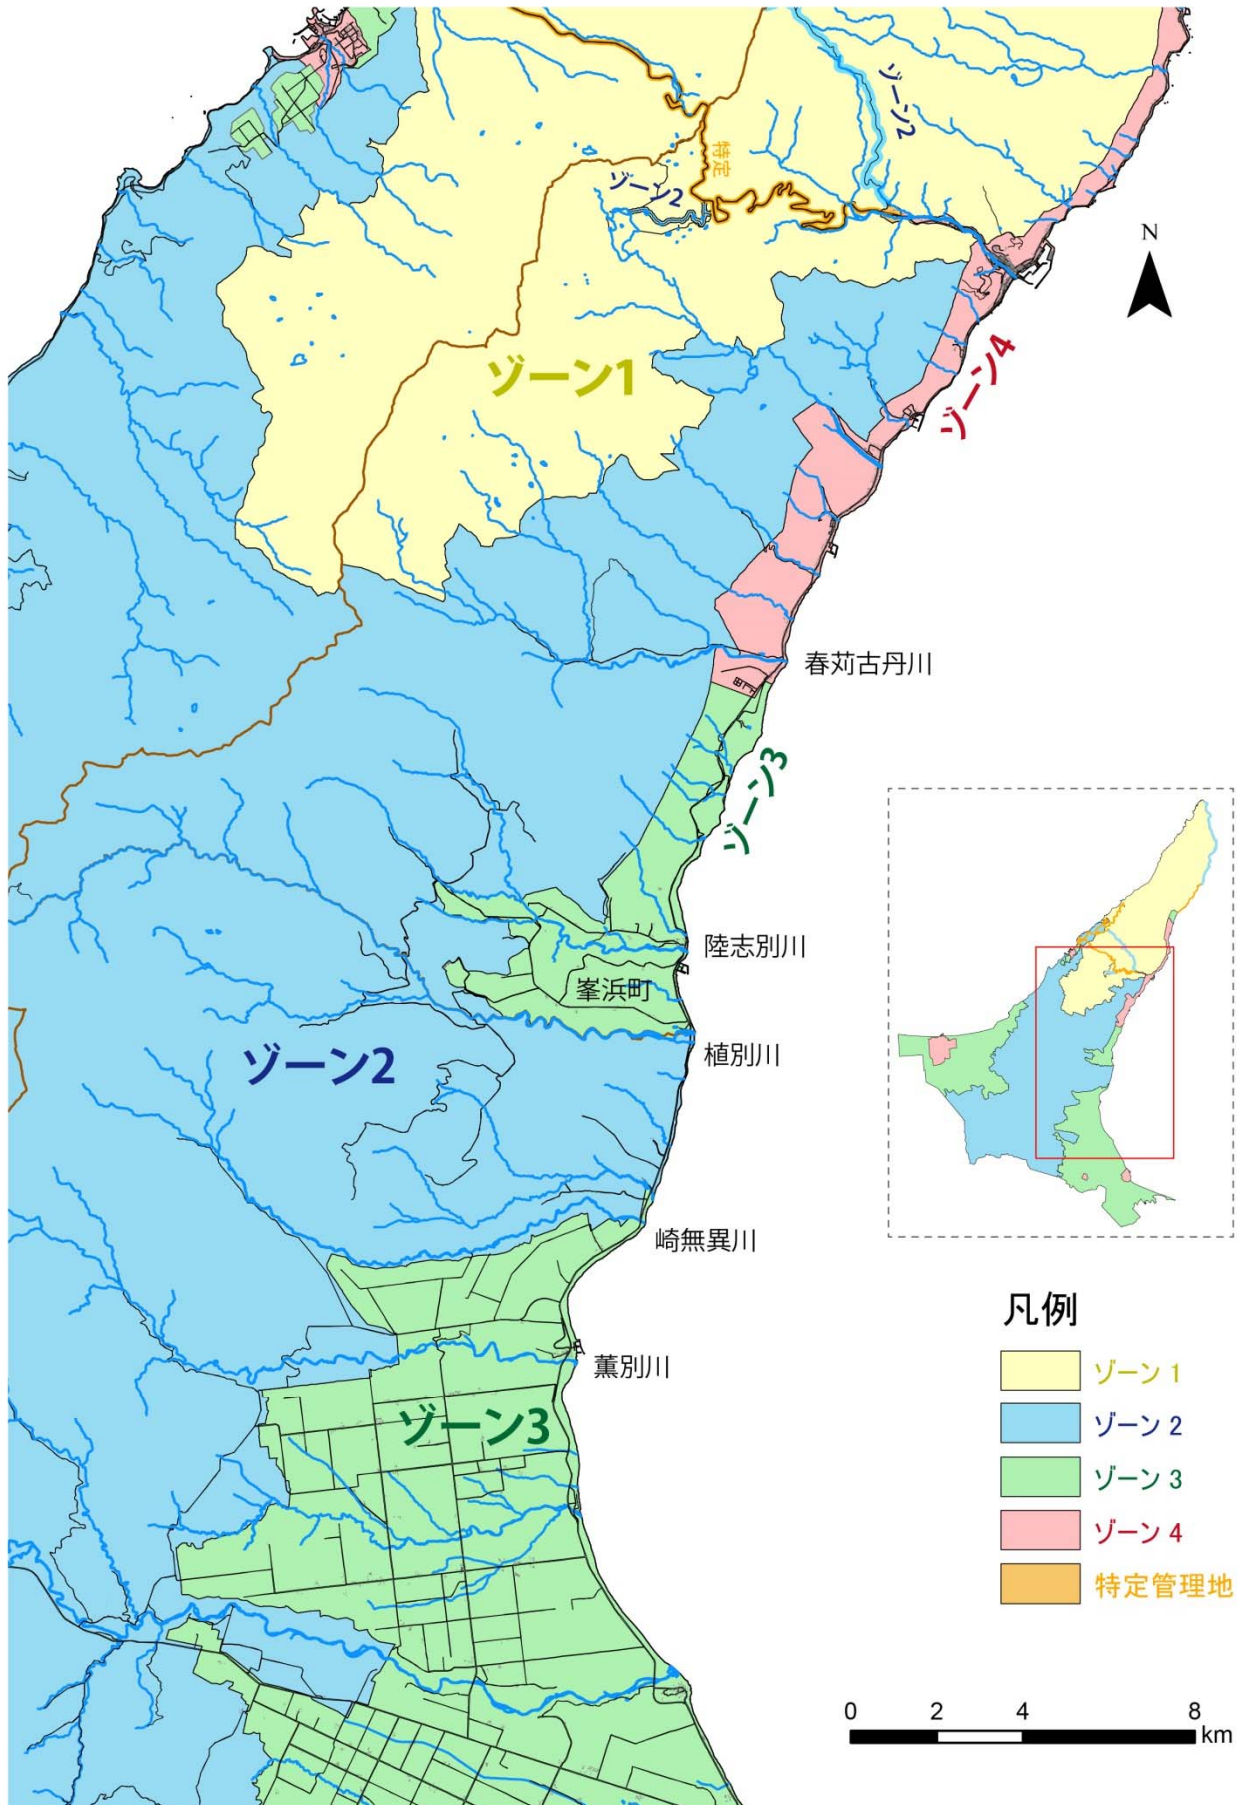 ゾーン2
特定
ゾーン2
N
ゾーン1
ゾーン4
春苅古丹川
ゾーン3
陸志別川
峯浜町
植別川
ゾーン2
崎無異川
薫別川
ゾーン3
凡例
ゾーン 1
ゾーン 2
ゾーン 3
ゾーン 4
特定管理地
0 2 4 8
km